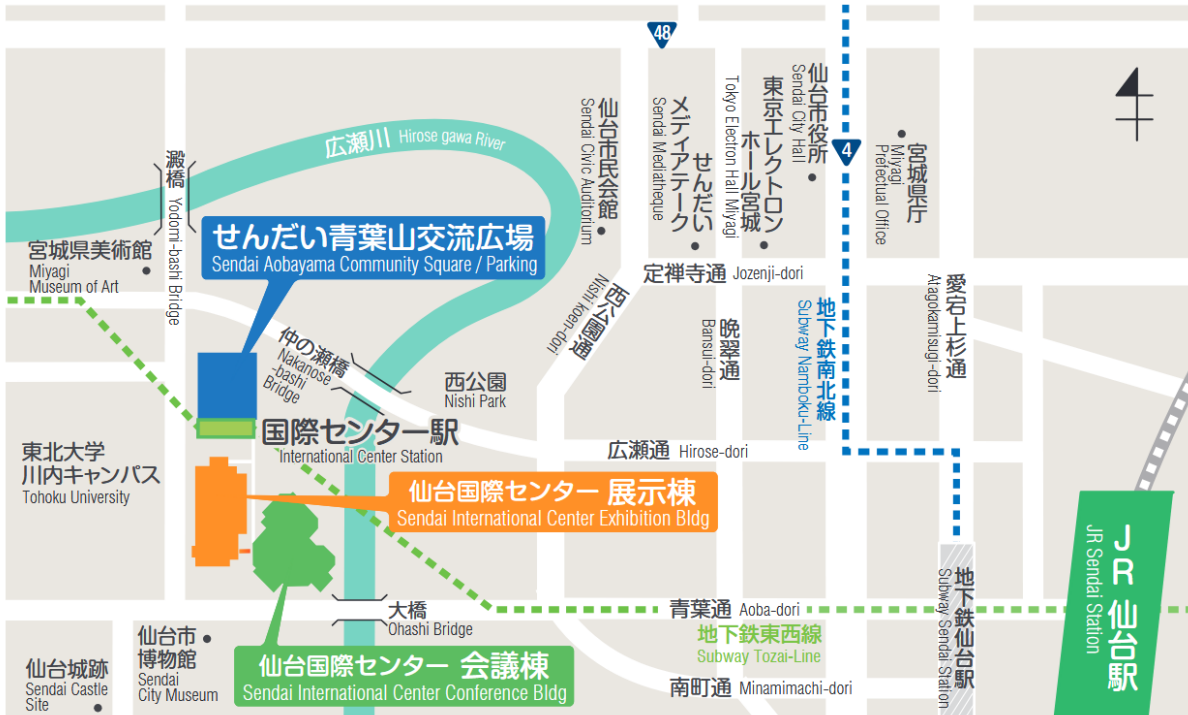 48
4
広瀬川 Hirose gawa River
澱橋
Yodomi-bashi Bridge
宮城県美術館
Miyagi
Museum of Art
せんだい青葉山交流広場
Sendai Aobayama Community Square / Parking
仙台市民会館
Sendai Civic Auditorium
せんだい
メディアテーク
Sendai Mediatheque
東京エレクトロン
ホール宮城
Tokyo Electron Hall Miyagi
仙台市役所
Sendai City Hall
宮城県庁
Miyagi
Prefectual Office
定禅寺通 Jozenji-dori
西公園通
Nishi koen-dori
晩翠通
Bansui-dori
地下鉄南北線
Subway Namboku-Line
愛宕上杉通
Atagokamisugi-dori
仲の瀬橋
Nakanose
-bashi
Bridge
西公園
Nishi Park
国際センター駅
International Center Station
広瀬通 Hirose-dori
東北大学
川内キャンパス
Tohoku University
仙台国際センター 展示棟
Sendai International Center Exhibition Bldg
JR 仙台駅
JR Sendai Station
地下鉄仙台駅
Subway Sendai Station
大橋
Ohashi Bridge
青葉通 Aoba-dori
地下鉄東西線
Subway Tozai-Line
仙台市
博物館
Sendai
City Museum
仙台城跡
Sendai Castle
Site
仙台国際センター 会議棟
Sendai International Center Conference Bldg
南町通 Minamimachi-dori